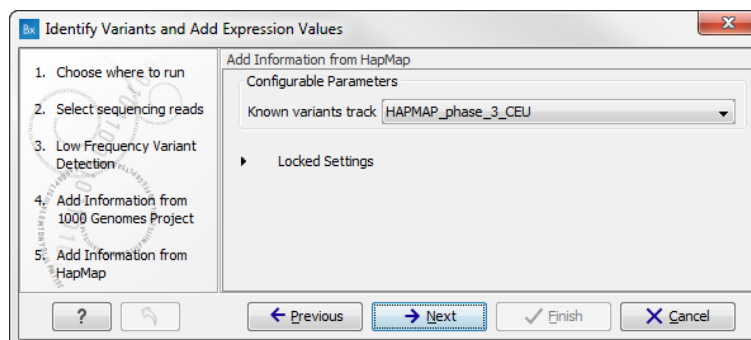 Bx Identify Variants and Add Expression Values
X
1. Choose where to run
2. Select sequencing reads
3. Low Frequency Variant
Detection
4. Add Information from
1000 Genomes Project
5. Add Information from
HapMap
Add Information from HapMap
Configurable Parameters
Known variants track HAPMAP_phase_3_CEU
Locked Settings
? Previous Next Finish Cancel